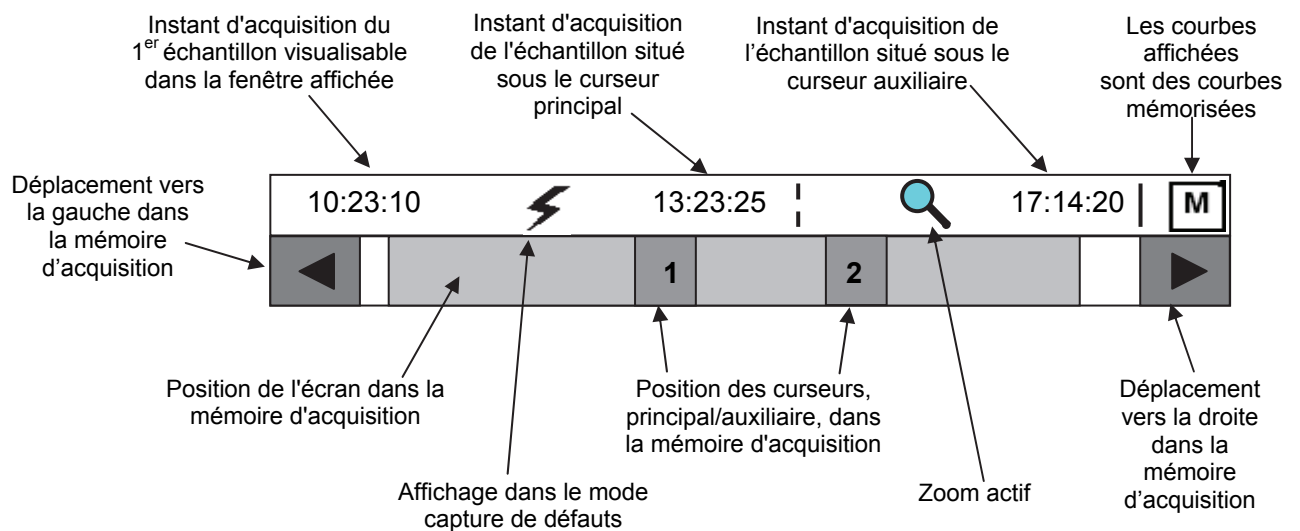 Instant d'acquisition du
1er échantillon visualisable
dans la fenêtre affichée
Instant d'acquisition
de l'échantillon situé
sous le curseur
principal
Instant d'acquisition de
l’échantillon situé sous le
curseur auxiliaire
Les courbes
affichées
sont des courbes
mémorisées
Déplacement vers
la gauche dans
la mémoire
d’acquisition
10:23:10
13:23:25
17:14:20
M
1
2
Position de l'écran dans la
mémoire d'acquisition
Affichage dans le mode
capture de défauts
Position des curseurs,
principal/auxiliaire, dans
la mémoire d'acquisition
Zoom actif
Déplacement
vers la droite
dans la
mémoire
d’acquisition